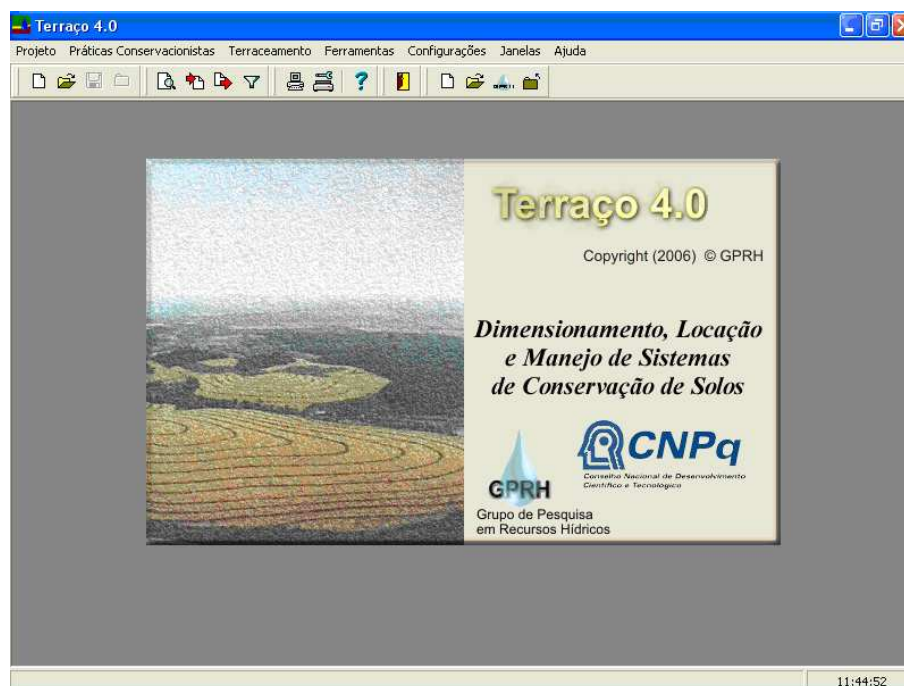 Terraço 4.0
Projeto Práticas Conservacionistas Terraceamento Ferramentas Configurações Janelas Ajuda
Terraço 4.0
Copyright (2006) © GPRH
Dimensionamento, Locação
e Manejo de Sistemas
de Conservação de Solos
CNPq
Conselho Nacional de Desenvolvimento
Científico e Tecnológico
GPRH
Grupo de Pesquisa
em Recursos Hídricos
11:44:52